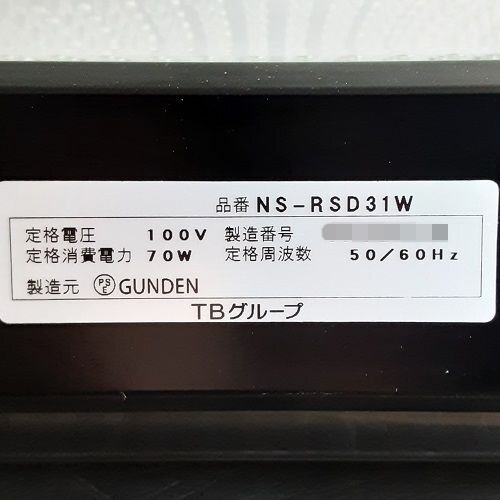 品番 NS-RSD31W
定格電圧 100V 製造番号
定格消費電力 70W 定格周波数 50/60Hz
製造元 PSE GUNDEN
TBグループ